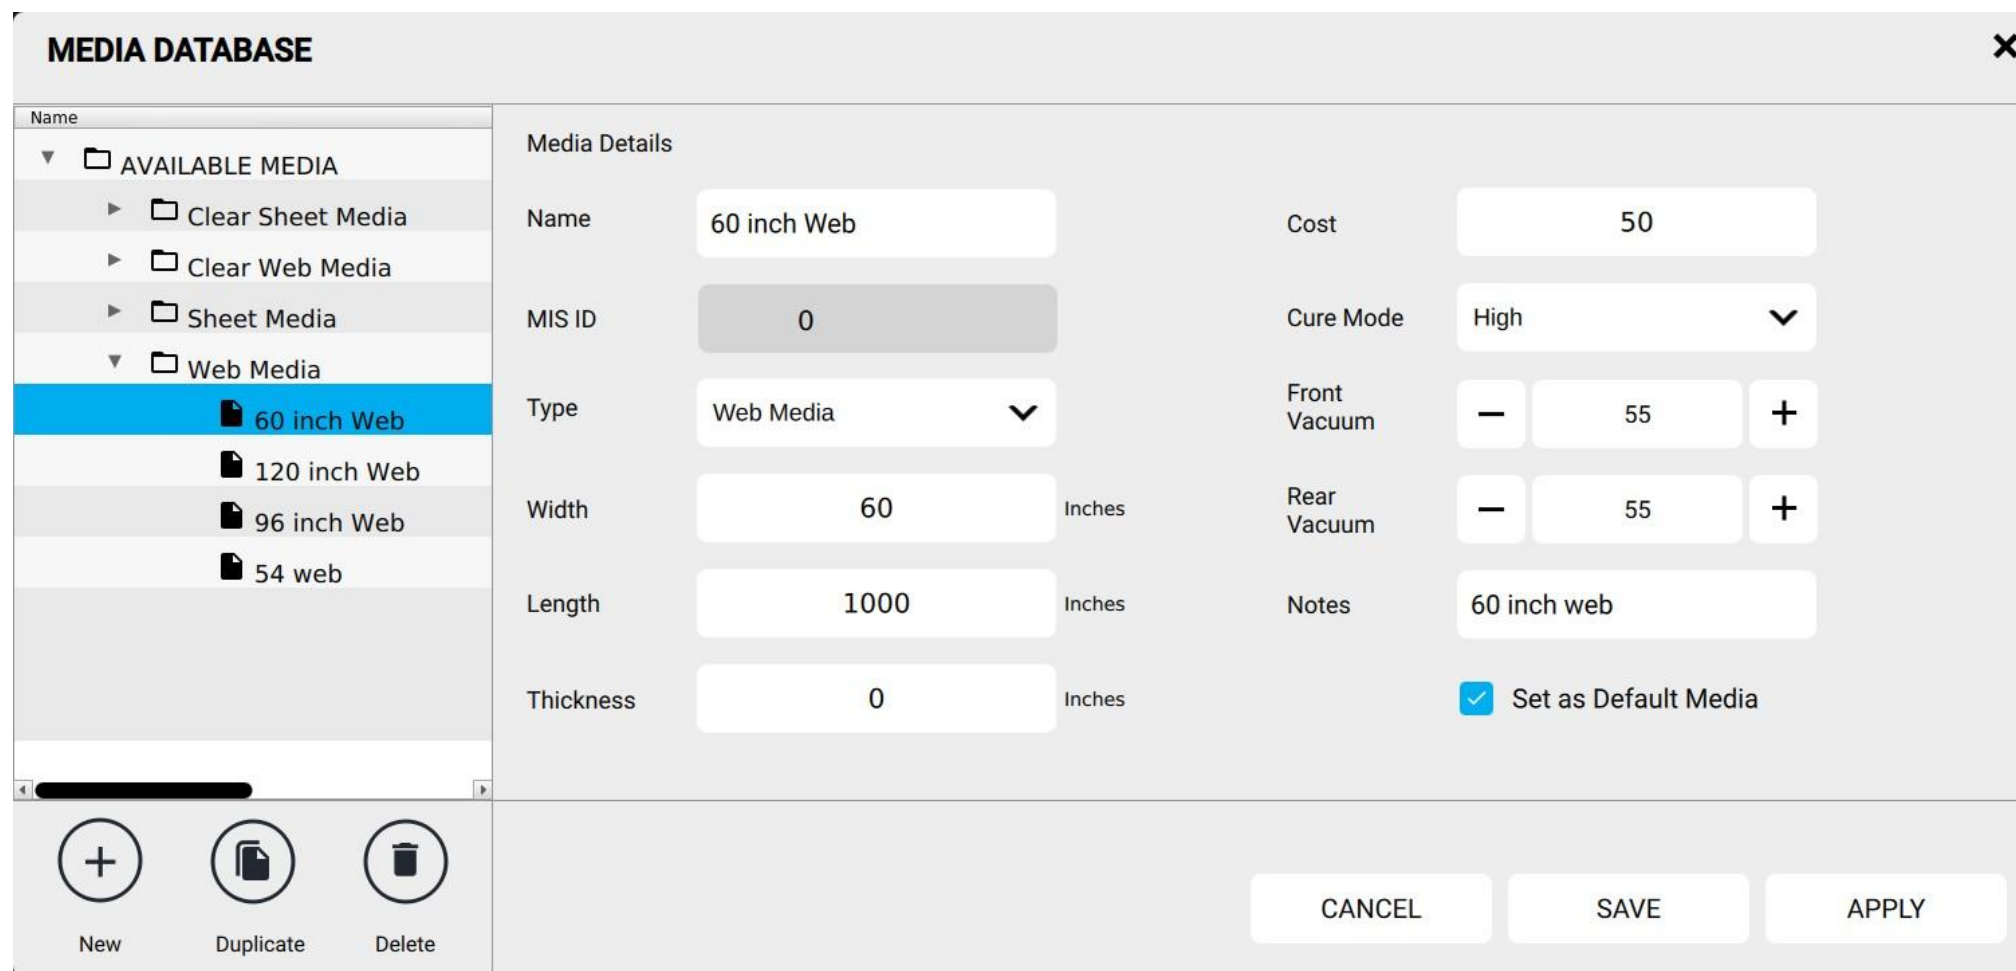 MEDIA DATABASE
Name
AVAILABLE MEDIA
Clear Sheet Media
Clear Web Media
Sheet Media
Web Media
60 inch Web
120 inch Web
96 inch Web
54 web
New
Duplicate
Delete
Media Details
Name
60 inch Web
MIS ID
0
Type
Web Media
Width
60
Inches
Length
1000
Inches
Thickness
0
Inches
Cost
50
Cure Mode
High
Front
Vacuum
55
Rear
Vacuum
55
Notes
60 inch web
Set as Default Media
CANCEL
SAVE
APPLY